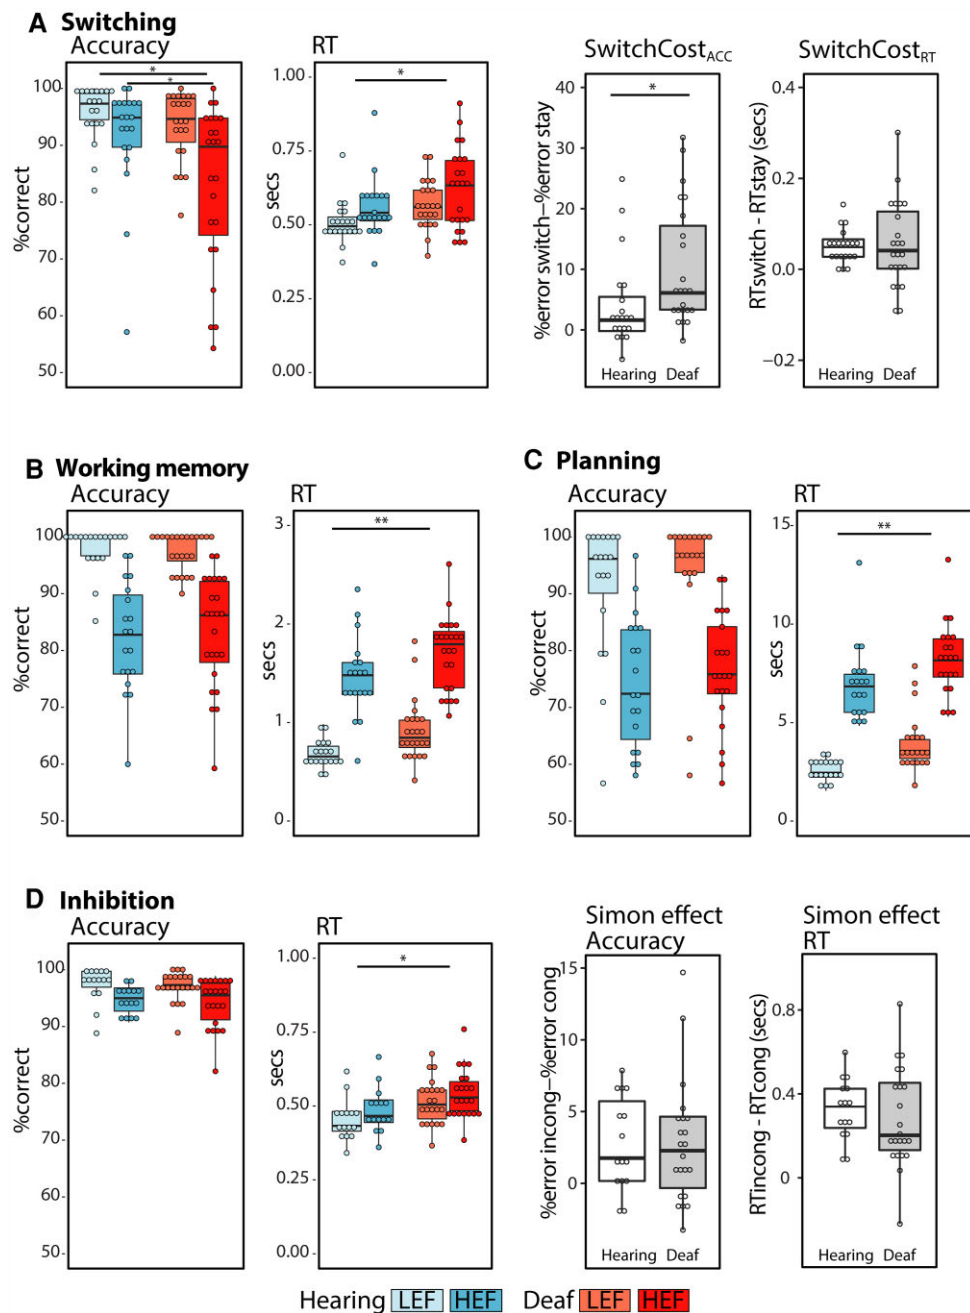 A Switching
Accuracy
RT
SwitchCostACC
SwitchCostRT
%correct
100
90
80
70
60
50
*
*
secs
1.00
0.75
0.50
0.25
0.00
*
%error switch–%error stay
40
30
20
10
0
*
Hearing Deaf
RTswitch - RTstay (secs)
0.4
0.0
−0.2
Hearing Deaf
B Working memory
Accuracy
RT
%correct
100
90
80
70
60
50
secs
3
2
1
0
**
C Planning
Accuracy
RT
%correct
100
90
80
70
60
50
secs
15
10
5
0
**
D Inhibition
Accuracy
RT
Simon effect
Accuracy
Simon effect
RT
%correct
100
90
80
70
60
50
secs
1.00
0.75
0.50
0.25
0.00
*
%error incong–%error cong
15
10
5
0
Hearing Deaf
RTincong - RTcong (secs)
0.8
0.4
0
Hearing Deaf
Hearing LEF HEF Deaf LEF HEF